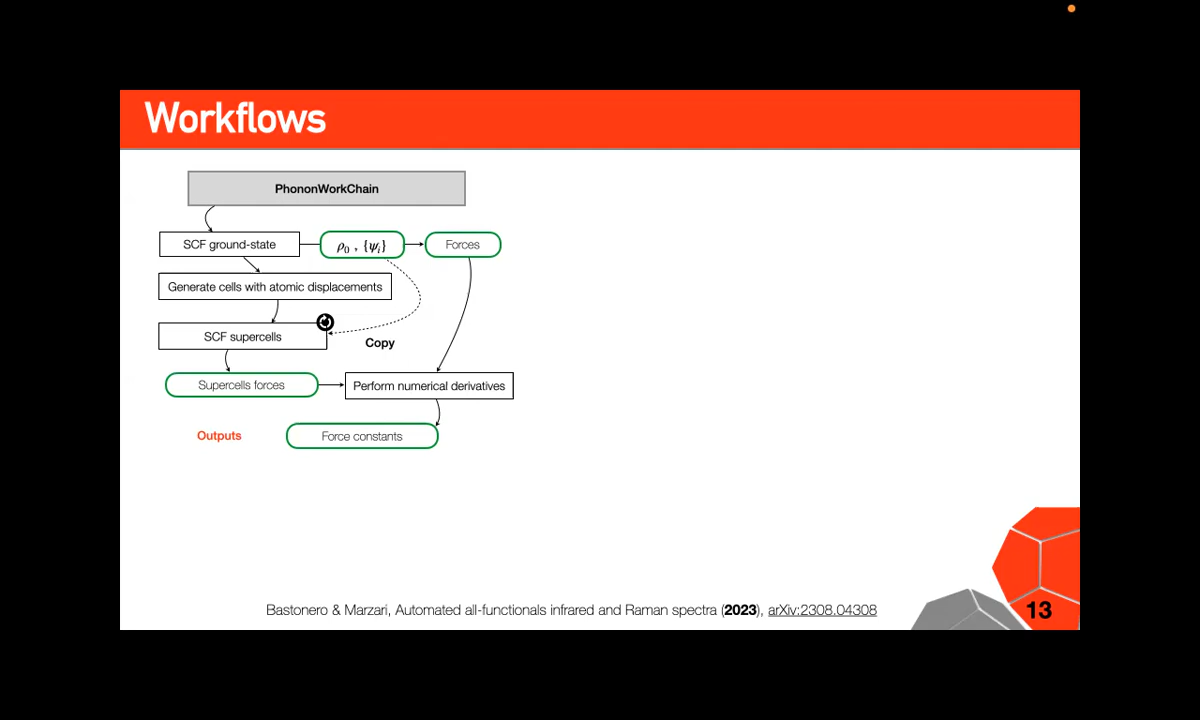 Workflows
PhononWorkChain
SCF ground-state
ρ₀ , {ψᵢ}
Forces
Generate cells with atomic displacements
SCF supercells
Copy
Supercells forces
Perform numerical derivatives
Outputs
Force constants
Bastonero & Marzari, Automated all-functionals infrared and Raman spectra (2023), arXiv:2308.04308
13